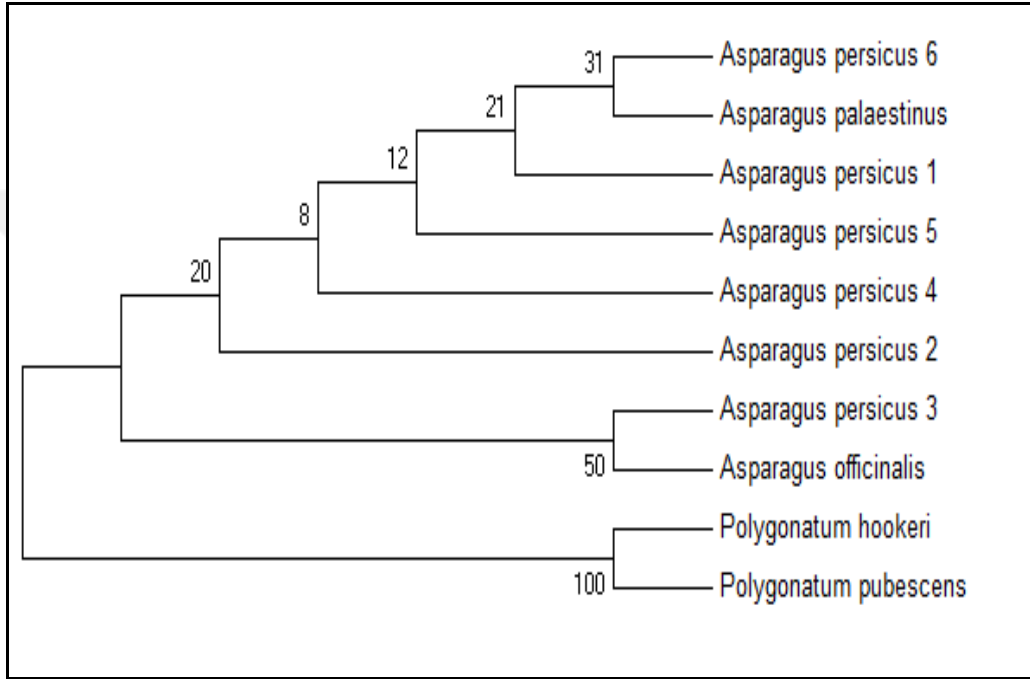 31
Asparagus persicus 6
Asparagus palaestinus
21
Asparagus persicus 1
12
Asparagus persicus 5
8
Asparagus persicus 4
20
Asparagus persicus 2
Asparagus persicus 3
50
Asparagus officinalis
Polygonatum hookeri
100
Polygonatum pubescens